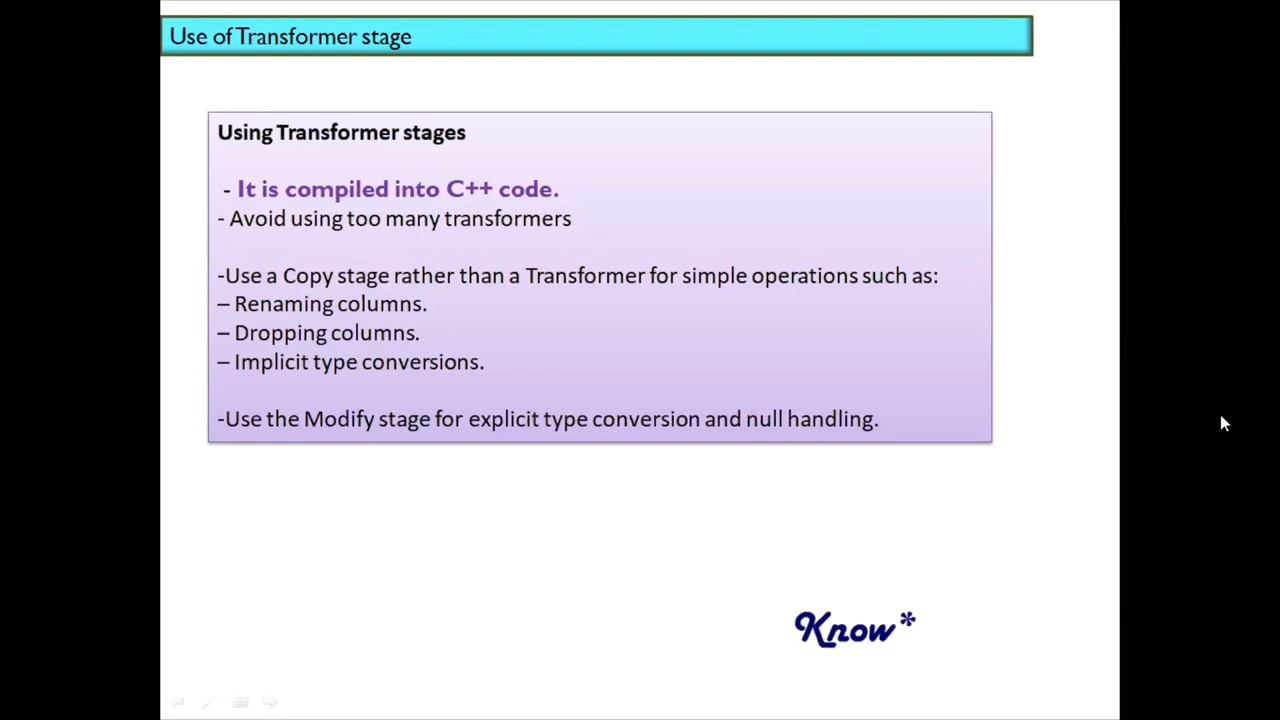 Use of Transformer stage
Using Transformer stages
- It is compiled into C++ code.
- Avoid using too many transformers
-Use a Copy stage rather than a Transformer for simple operations such as:
– Renaming columns.
– Dropping columns.
– Implicit type conversions.
-Use the Modify stage for explicit type conversion and null handling.
Know*